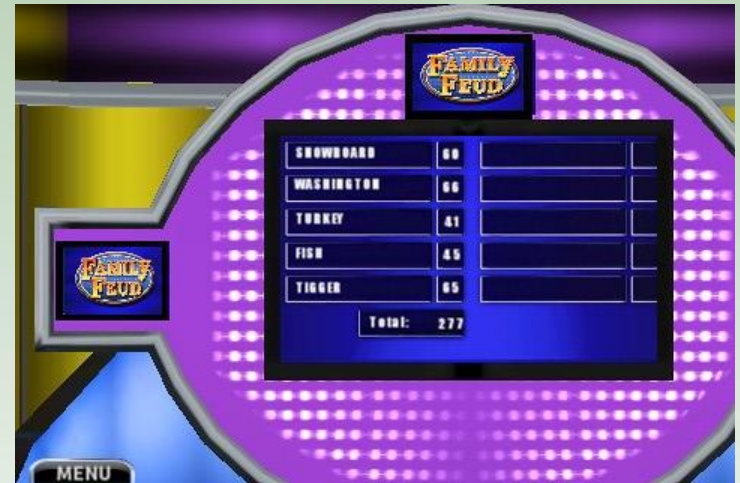 FAMILY
FEUD
SNOWBOARD 60
WASHINGTON 66
TURKEY 41
FISH 45
TIGGER 65
Total: 277
FAMILY
FEUD
MENU